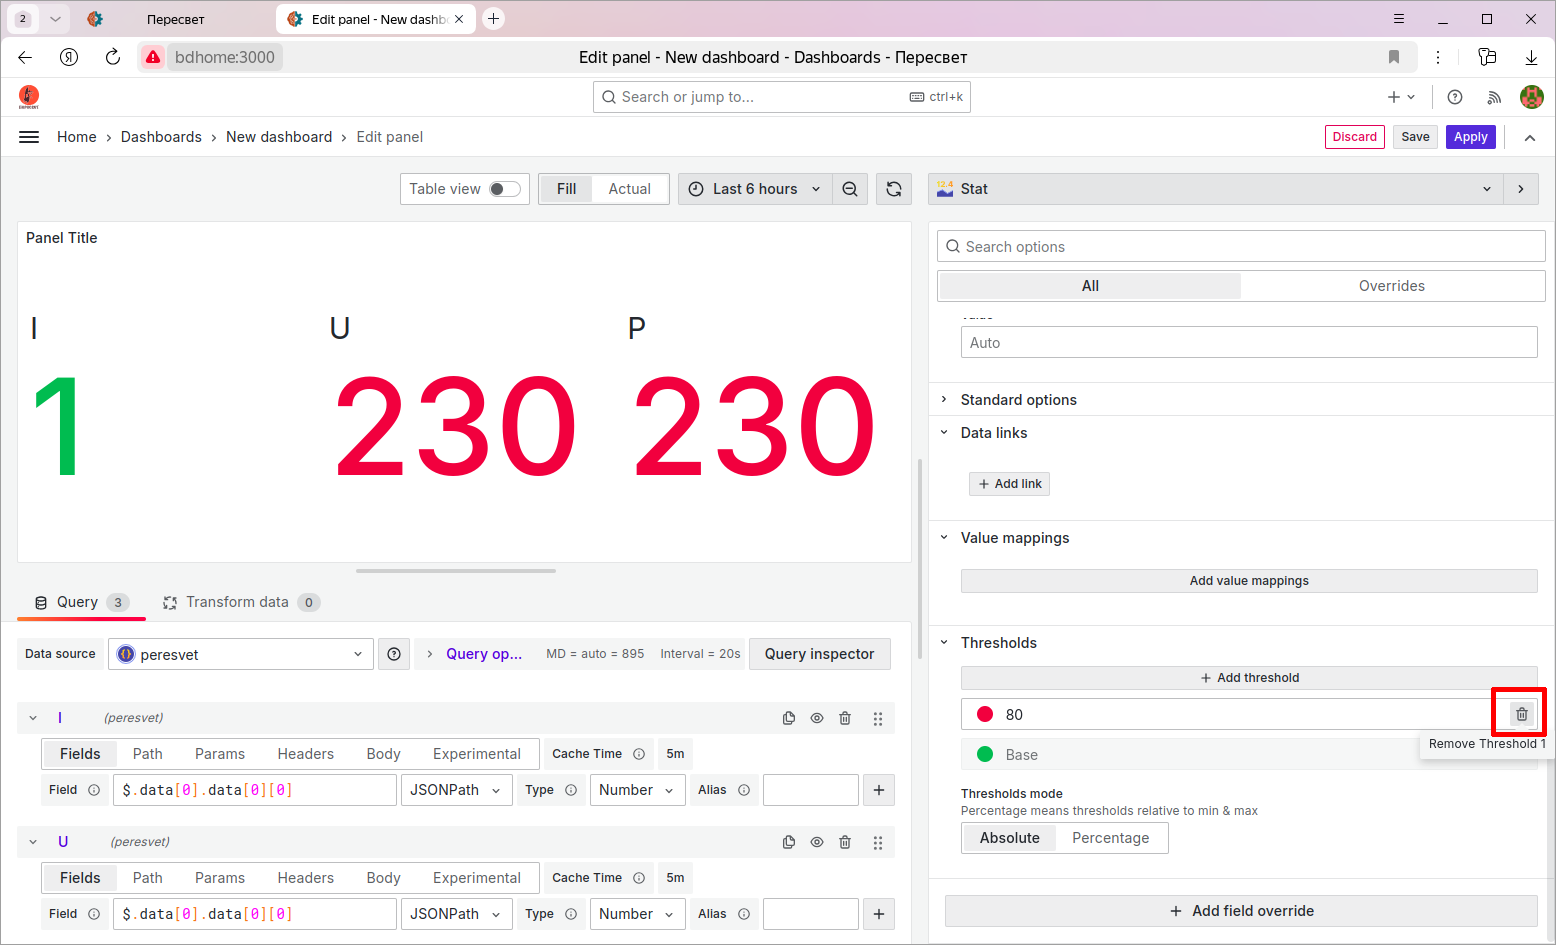 2
Пересвет
Edit panel - New dashbo
bdhome:3000
Edit panel - New dashboard - Dashboards - Пересвет
Search or jump to...
ctrl+k
Home › Dashboards › New dashboard › Edit panel
Discard
Save
Apply
Table view
Fill
Actual
Last 6 hours
12.4
Stat
Panel Title
I
U
P
1
230
230
Search options
All
Overrides
Value
Auto
Standard options
Data links
+ Add link
Value mappings
Add value mappings
Thresholds
+ Add threshold
80
Remove Threshold 1
Base
Thresholds mode
Percentage means thresholds relative to min & max
Absolute
Percentage
+ Add field override
Query 3
Transform data 0
Data source
peresvet
Query op...
MD = auto = 895
Interval = 20s
Query inspector
I (peresvet)
Fields Path Params Headers Body Experimental Cache Time 5m
Field $.data[0].data[0][0] JSONPath Type Number Alias +
U (peresvet)
Fields Path Params Headers Body Experimental Cache Time 5m
Field $.data[0].data[0][0] JSONPath Type Number Alias +